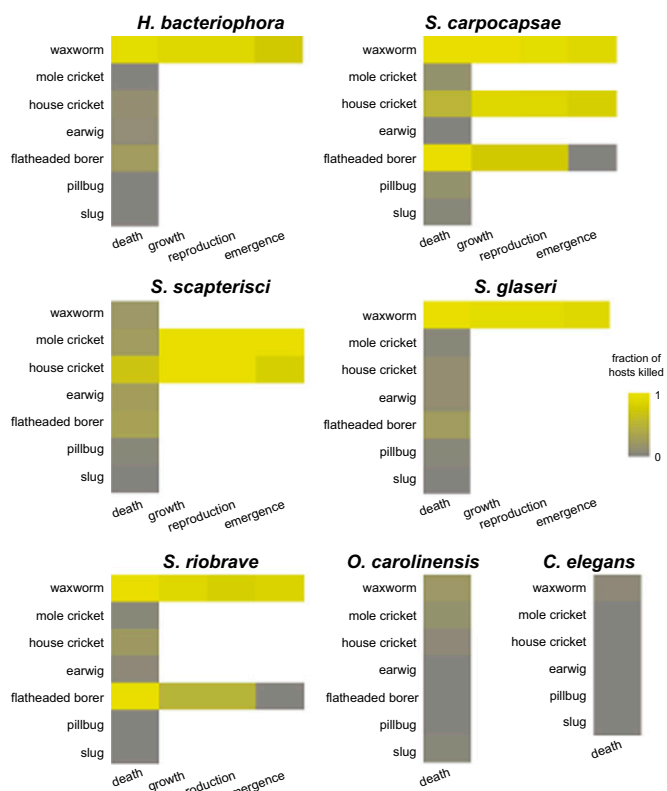 H. bacteriophora
waxworm
mole cricket
house cricket
earwig
flatheaded borer
pillbug
slug
death growth reproduction emergence
S. carpocapsae
waxworm
mole cricket
house cricket
earwig
flatheaded borer
pillbug
slug
death growth reproduction emergence
S. scapterisci
waxworm
mole cricket
house cricket
earwig
flatheaded borer
pillbug
slug
death growth reproduction emergence
S. glaseri
waxworm
mole cricket
house cricket
earwig
flatheaded borer
pillbug
slug
death growth reproduction emergence
fraction of
hosts killed
1
0
S. riobrave
waxworm
mole cricket
house cricket
earwig
flatheaded borer
pillbug
slug
death growth reproduction emergence
O. carolinensis
waxworm
mole cricket
house cricket
earwig
flatheaded borer
pillbug
slug
death
C. elegans
waxworm
mole cricket
house cricket
earwig
pillbug
slug
death